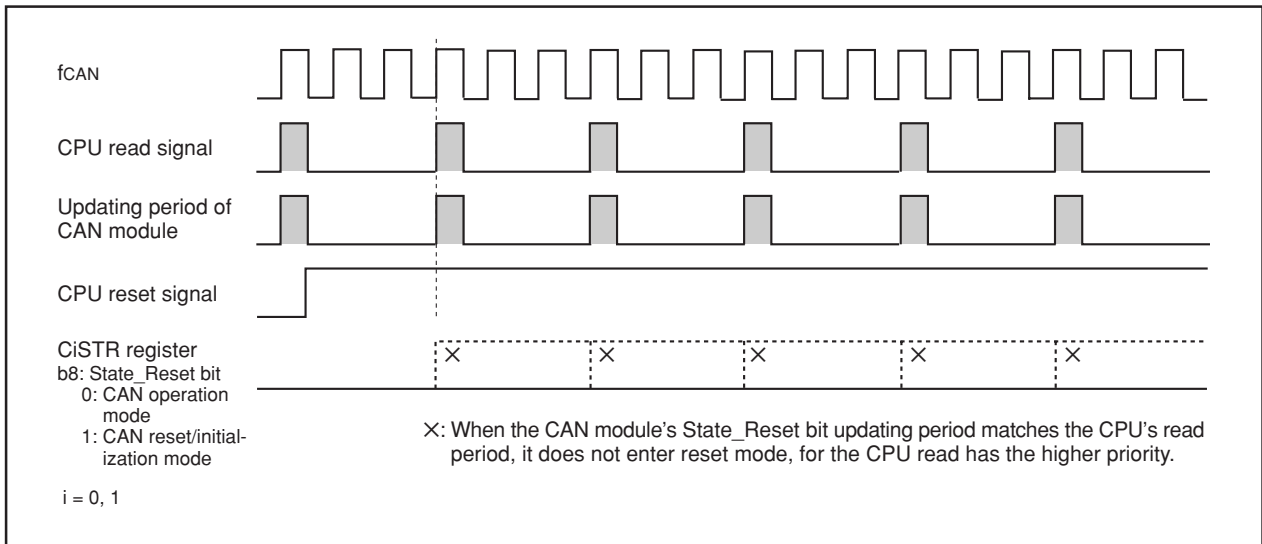 fCAN
CPU read signal
Updating period of
CAN module
CPU reset signal
CiSTR register
b8: State_Reset bit
0: CAN operation
mode
1: CAN reset/initial-
ization mode
i = 0, 1
×
×
×
×
×
×: When the CAN module's State_Reset bit updating period matches the CPU's read
period, it does not enter reset mode, for the CPU read has the higher priority.